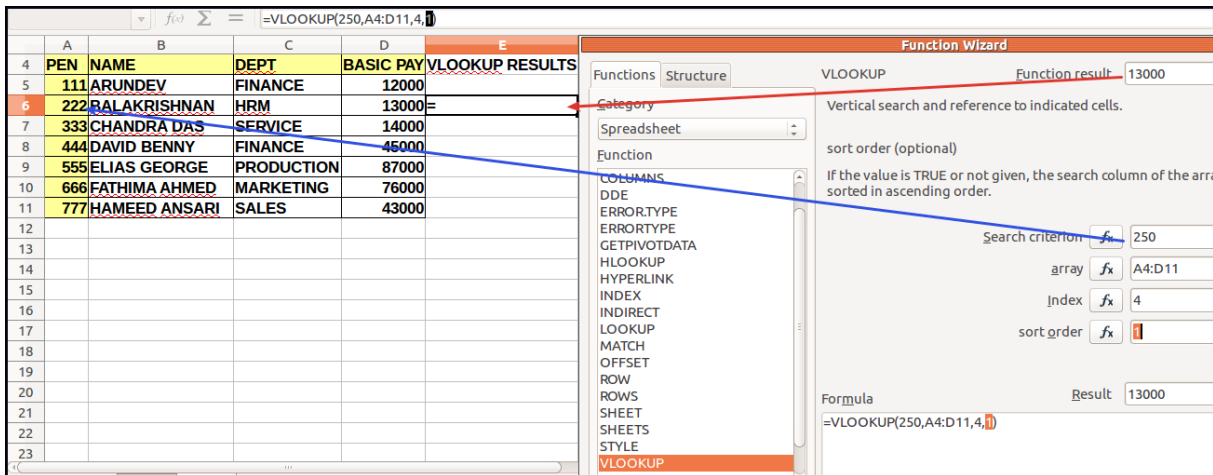 f(x) Σ = =VLOOKUP(250,A4:D11,4,1)
A B C D E
4 PEN NAME DEPT BASIC PAY VLOOKUP RESULTS
5 111 ARUNDEV FINANCE 12000
6 222 BALAKRISHNAN HRM 13000 =
7 333 CHANDRA DAS SERVICE 14000
8 444 DAVID BENNY FINANCE 45000
9 555 ELIAS GEORGE PRODUCTION 87000
10 666 FATHIMA AHMED MARKETING 76000
11 777 HAMEED ANSARI SALES 43000
12
13
14
15
16
17
18
19
20
21
22
23
Function Wizard
Functions Structure
Category
Spreadsheet
Function
COLUMNS
DDE
ERROR.TYPE
ERRORTYPE
GETPIVOTDATA
HLOOKUP
HYPERLINK
INDEX
INDIRECT
LOOKUP
MATCH
OFFSET
ROW
ROWS
SHEET
SHEETS
STYLE
VLOOKUP
VLOOKUP Function result 13000
Vertical search and reference to indicated cells.
sort order (optional)
If the value is TRUE or not given, the search column of the arra
sorted in ascending order.
Search criterion fx 250
array fx A4:D11
Index fx 4
sort order fx 1
Formula Result 13000
=VLOOKUP(250,A4:D11,4,1)